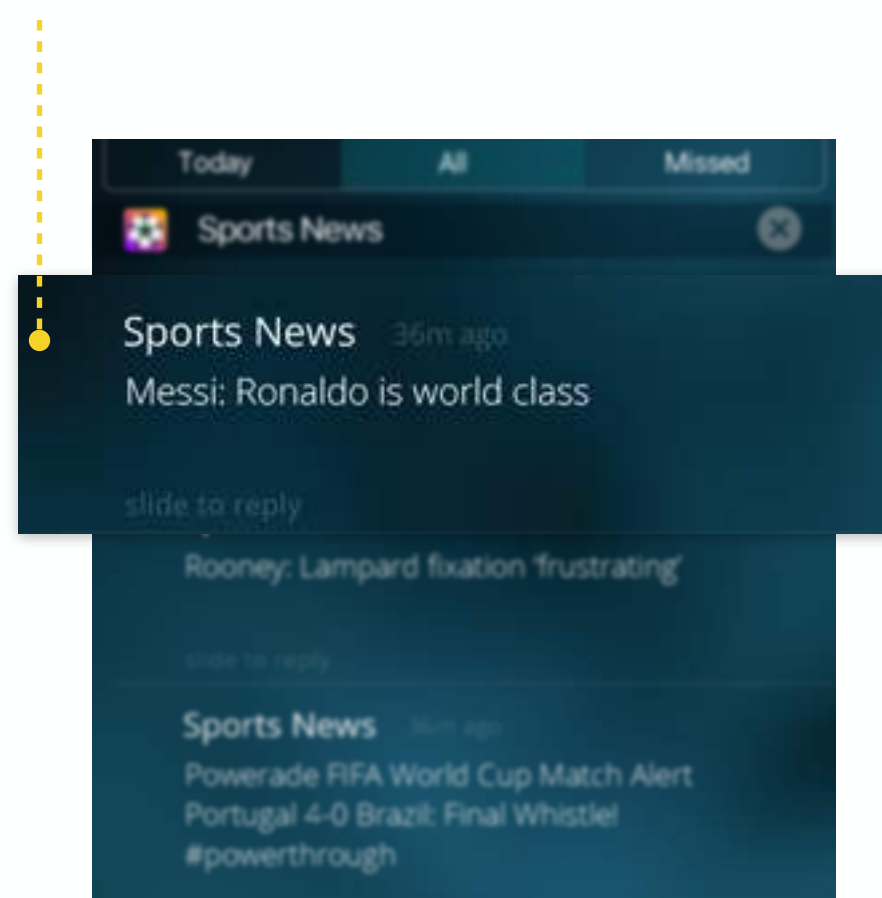 Today All Missed
Sports News
Sports News 36m ago
Messi: Ronaldo is world class
slide to reply
Rooney: Lampard fixation ‘frustrating’
slide to reply
Sports News 36m ago
Powerade FIFA World Cup Match Alert
Portugal 4-0 Brazil: Final Whistle!
#powerthrough